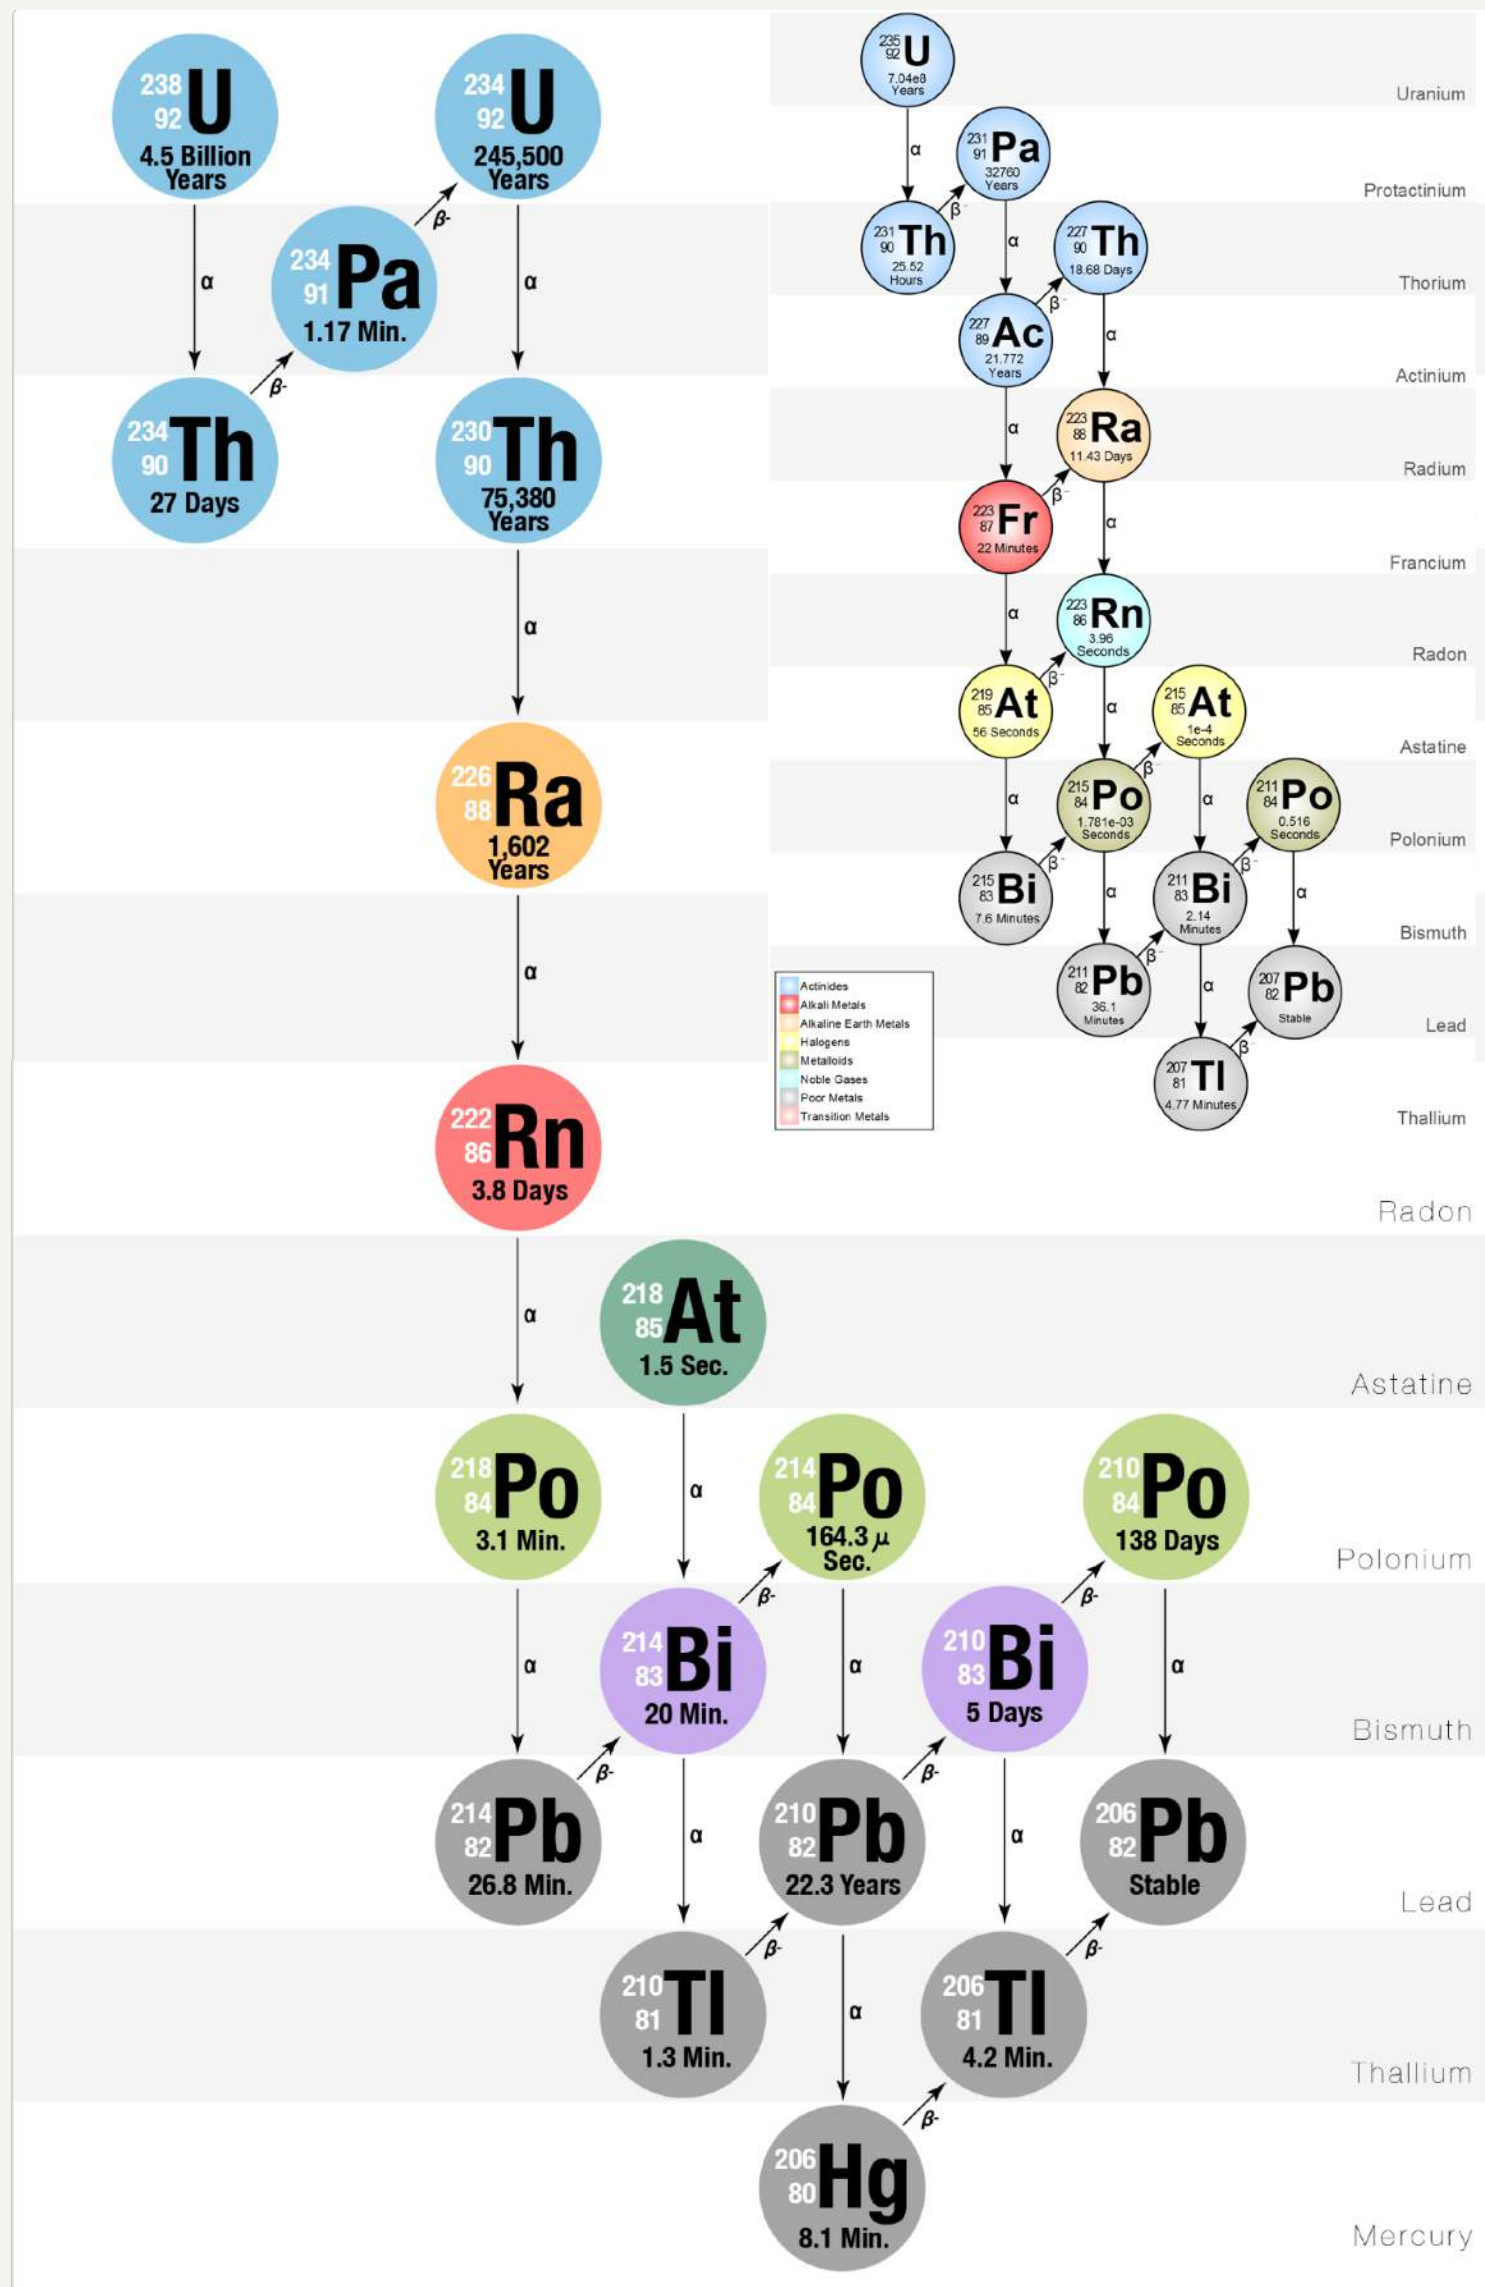 238
92 U
4.5 Billion
Years
234
92 U
245,500
Years
α
β-
234
91 Pa
1.17 Min.
α
β-
234
90 Th
27 Days
230
90 Th
75,380
Years
α
226
88 Ra
1,602
Years
α
222
86 Rn
3.8 Days
α
218
85 At
1.5 Sec.
218
84 Po
3.1 Min.
α
214
84 Po
164.3 μ
Sec.
210
84 Po
138 Days
α
β-
214
83 Bi
20 Min.
α
210
83 Bi
5 Days
β-
α
214
82 Pb
26.8 Min.
β-
α
210
82 Pb
22.3 Years
β-
α
206
82 Pb
Stable
210
81 Tl
1.3 Min.
β-
α
206
81 Tl
4.2 Min.
β-
206
80 Hg
8.1 Min.
β-
235
92 U
7.04e8
Years
Uranium
α
231
91 Pa
32760
Years
Protactinium
β-
231
90 Th
25.52
Hours
α
227
90 Th
18.68 Days
Thorium
β-
227
89 Ac
21.772
Years
α
Actinium
α
223
88 Ra
11.43 Days
Radium
β-
223
87 Fr
22 Minutes
α
Francium
α
223
86 Rn
3.96
Seconds
Radon
β-
219
85 At
56 Seconds
α
215
85 At
1e-4
Seconds
Astatine
β-
α
215
84 Po
1.781e-03
Seconds
α
211
84 Po
0.516
Seconds
Polonium
β-
β-
215
83 Bi
7.6 Minutes
α
211
83 Bi
2.14
Minutes
α
Bismuth
β-
211
82 Pb
36.1
Minutes
α
207
82 Pb
Stable
Lead
β-
207
81 Tl
4.77 Minutes
Thallium
Actinides
Alkali Metals
Alkaline Earth Metals
Halogens
Metalloids
Noble Gases
Poor Metals
Transition Metals
Radon
Astatine
Polonium
Bismuth
Lead
Thallium
Mercury